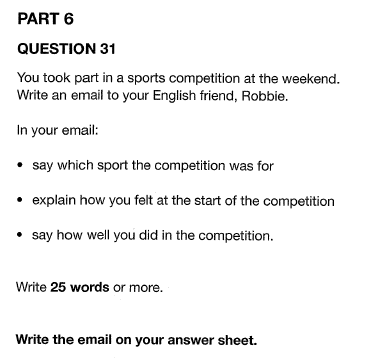 PART 6
QUESTION 31
You took part in a sports competition at the weekend.
Write an email to your English friend, Robbie.
In your email:
• say which sport the competition was for
• explain how you felt at the start of the competition
• say how well you did in the competition.
Write 25 words or more.
Write the email on your answer sheet.